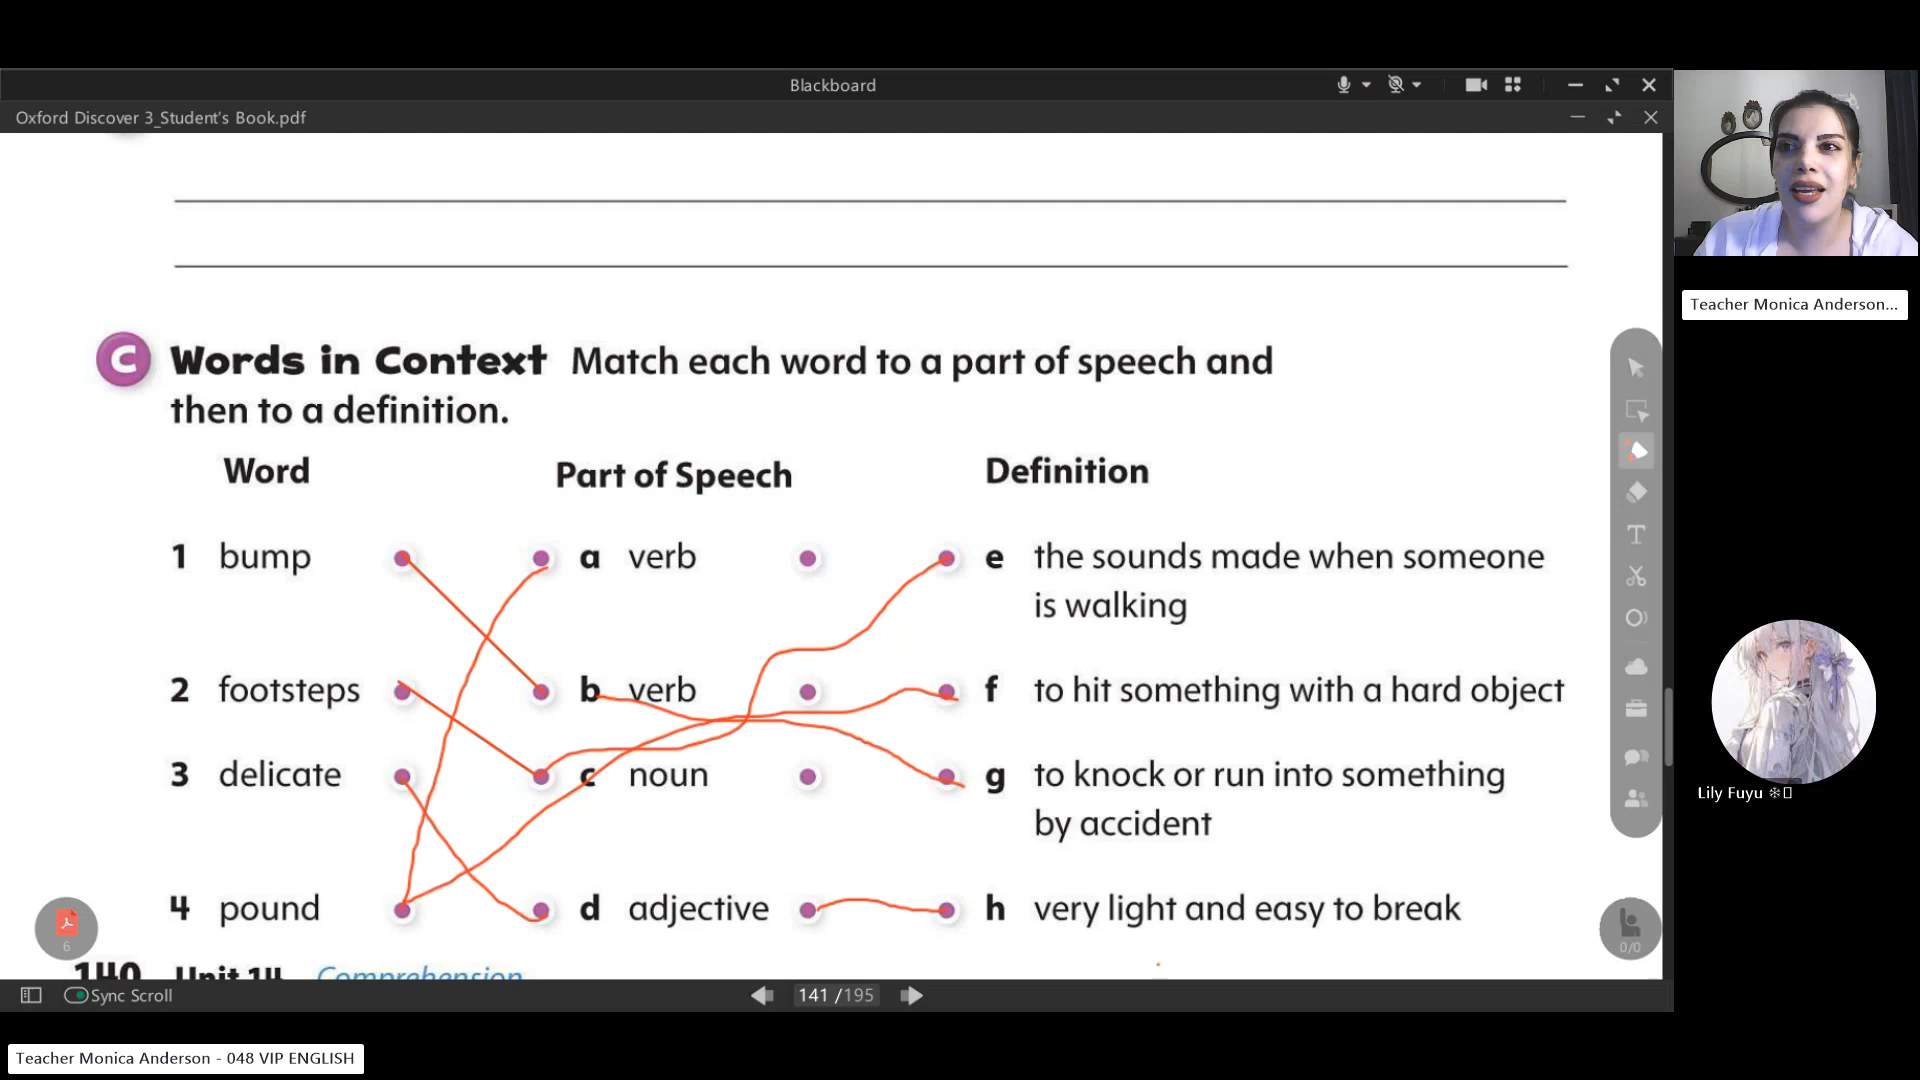 Blackboard
Oxford Discover 3_Student's Book.pdf
Teacher Monica Anderson...
C Words in Context Match each word to a part of speech and
then to a definition.
Word Part of Speech Definition
1 bump a verb e the sounds made when someone
is walking
2 footsteps b verb f to hit something with a hard object
3 delicate c noun g to knock or run into something
by accident
4 pound d adjective h very light and easy to break
Lily Fuyu
6
0/0
140 Unit 14 Comprehension
Sync Scroll 141 /195
Teacher Monica Anderson - 048 VIP ENGLISH